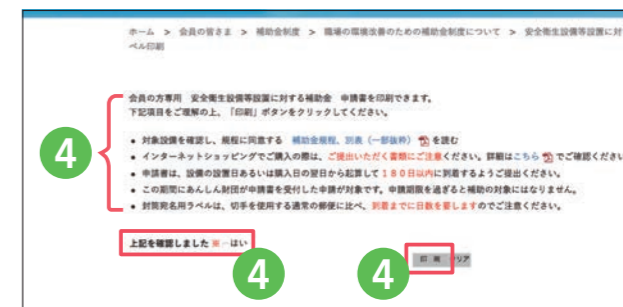 ホーム > 会員の皆さま > 補助金制度 > 職場の環境改善のための補助金制度について > 安全衛生設備等設置に対
ベル印刷
会員の方専用 安全衛生設備等設置に対する補助金 申請書を印刷できます。
下記項目をご理解の上、「印刷」ボタンをクリックしてください。
4
• 対象設備を確認し、規程に同意する 補助金規程、別表（一部抜粋） を読む
• インターネットショッピングでご購入の際は、ご提出いただく書類にご注意ください。詳細はこちら でご確認ください
• 申請書は、設備の設置日あるいは購入日の翌日から起算して１８０日以内に到着するようご提出ください。
• この期間にあんしん財団が申請書を受付した申請が対象です。申請期限を過ぎると補助の対象にはなりません。
• 封筒宛名用ラベルは、切手を使用する通常の郵便に比べ、到着までに日数を要しますのでご注意ください。
上記を確認しました ※ はい
印 刷 クリア
4 4